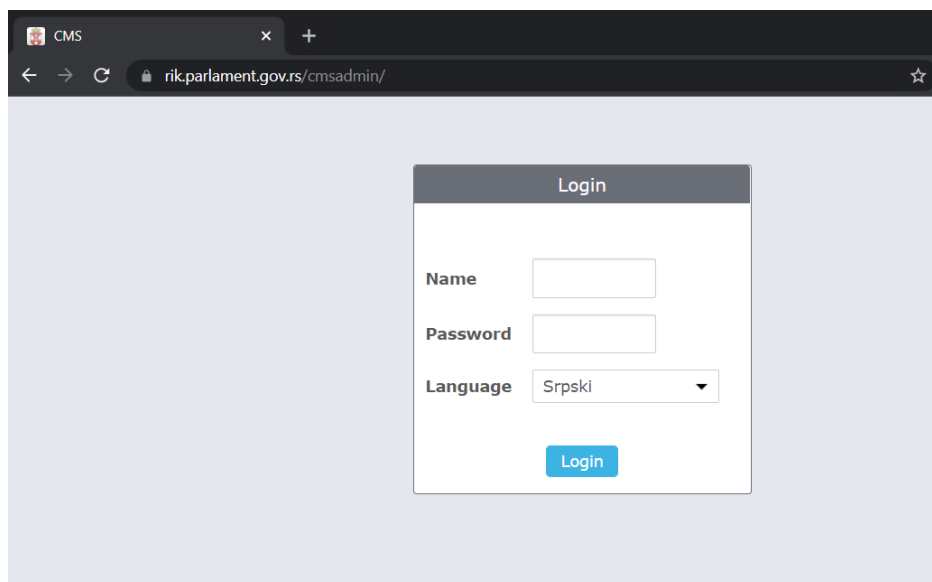 CMS
rik.parlament.gov.rs/cmsadmin/
Login
Name
Password
Language Srpski
Login